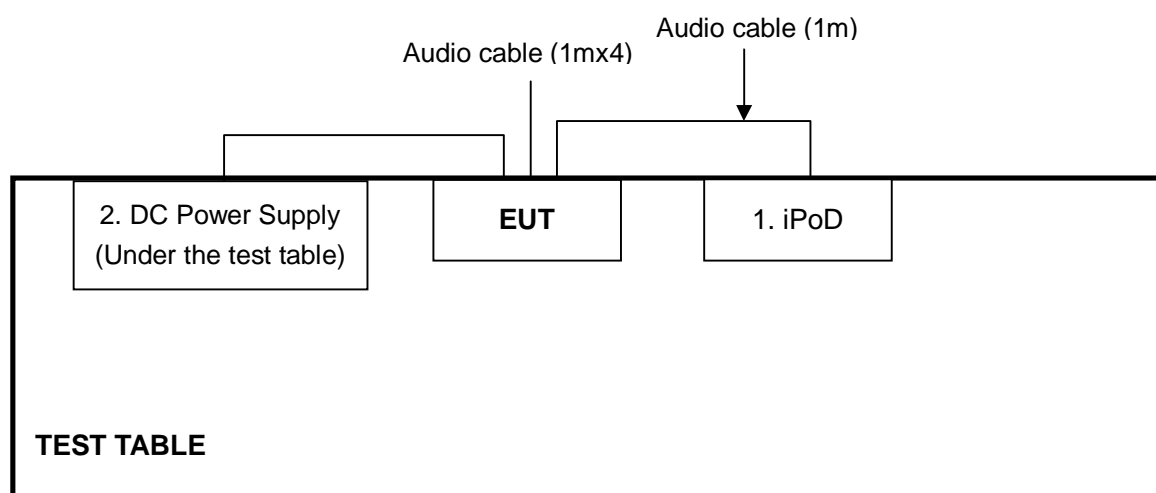 Audio cable (1m)
Audio cable (1mx4)
2. DC Power Supply
(Under the test table)
EUT
1. iPoD
TEST TABLE